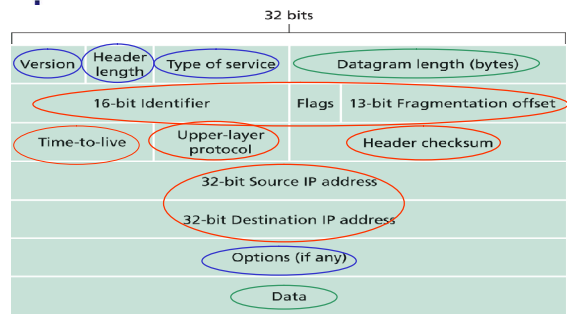 32 bits
Version Header length Type of service Datagram length (bytes)
16-bit Identifier Flags 13-bit Fragmentation offset
Time-to-live Upper-layer protocol Header checksum
32-bit Source IP address
32-bit Destination IP address
Options (if any)
Data